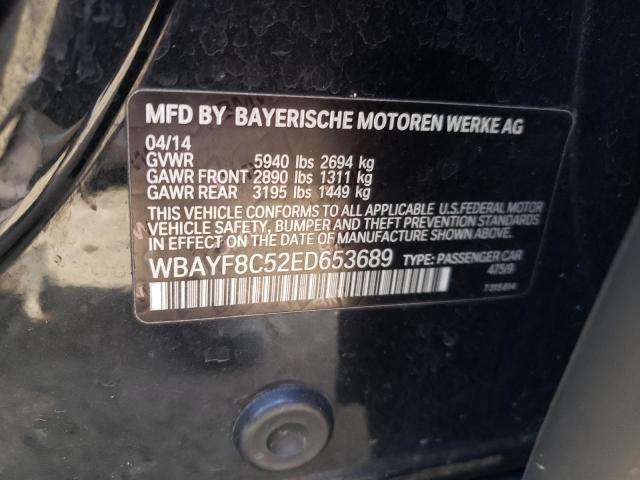 MFD BY BAYERISCHE MOTOREN WERKE AG
04/14
GVWR 5940 lbs 2694 kg
GAWR FRONT 2890 lbs 1311 kg
GAWR REAR 3195 lbs 1449 kg
THIS VEHICLE CONFORMS TO ALL APPLICABLE U.S.FEDERAL MOTOR
VEHICLE SAFETY, BUMPER AND THEFT PREVENTION STANDARDS
IN EFFECT ON THE DATE OF MANUFACTURE SHOWN ABOVE.
WBAYF8C52ED653689 TYPE: PASSENGER CAR
475/9